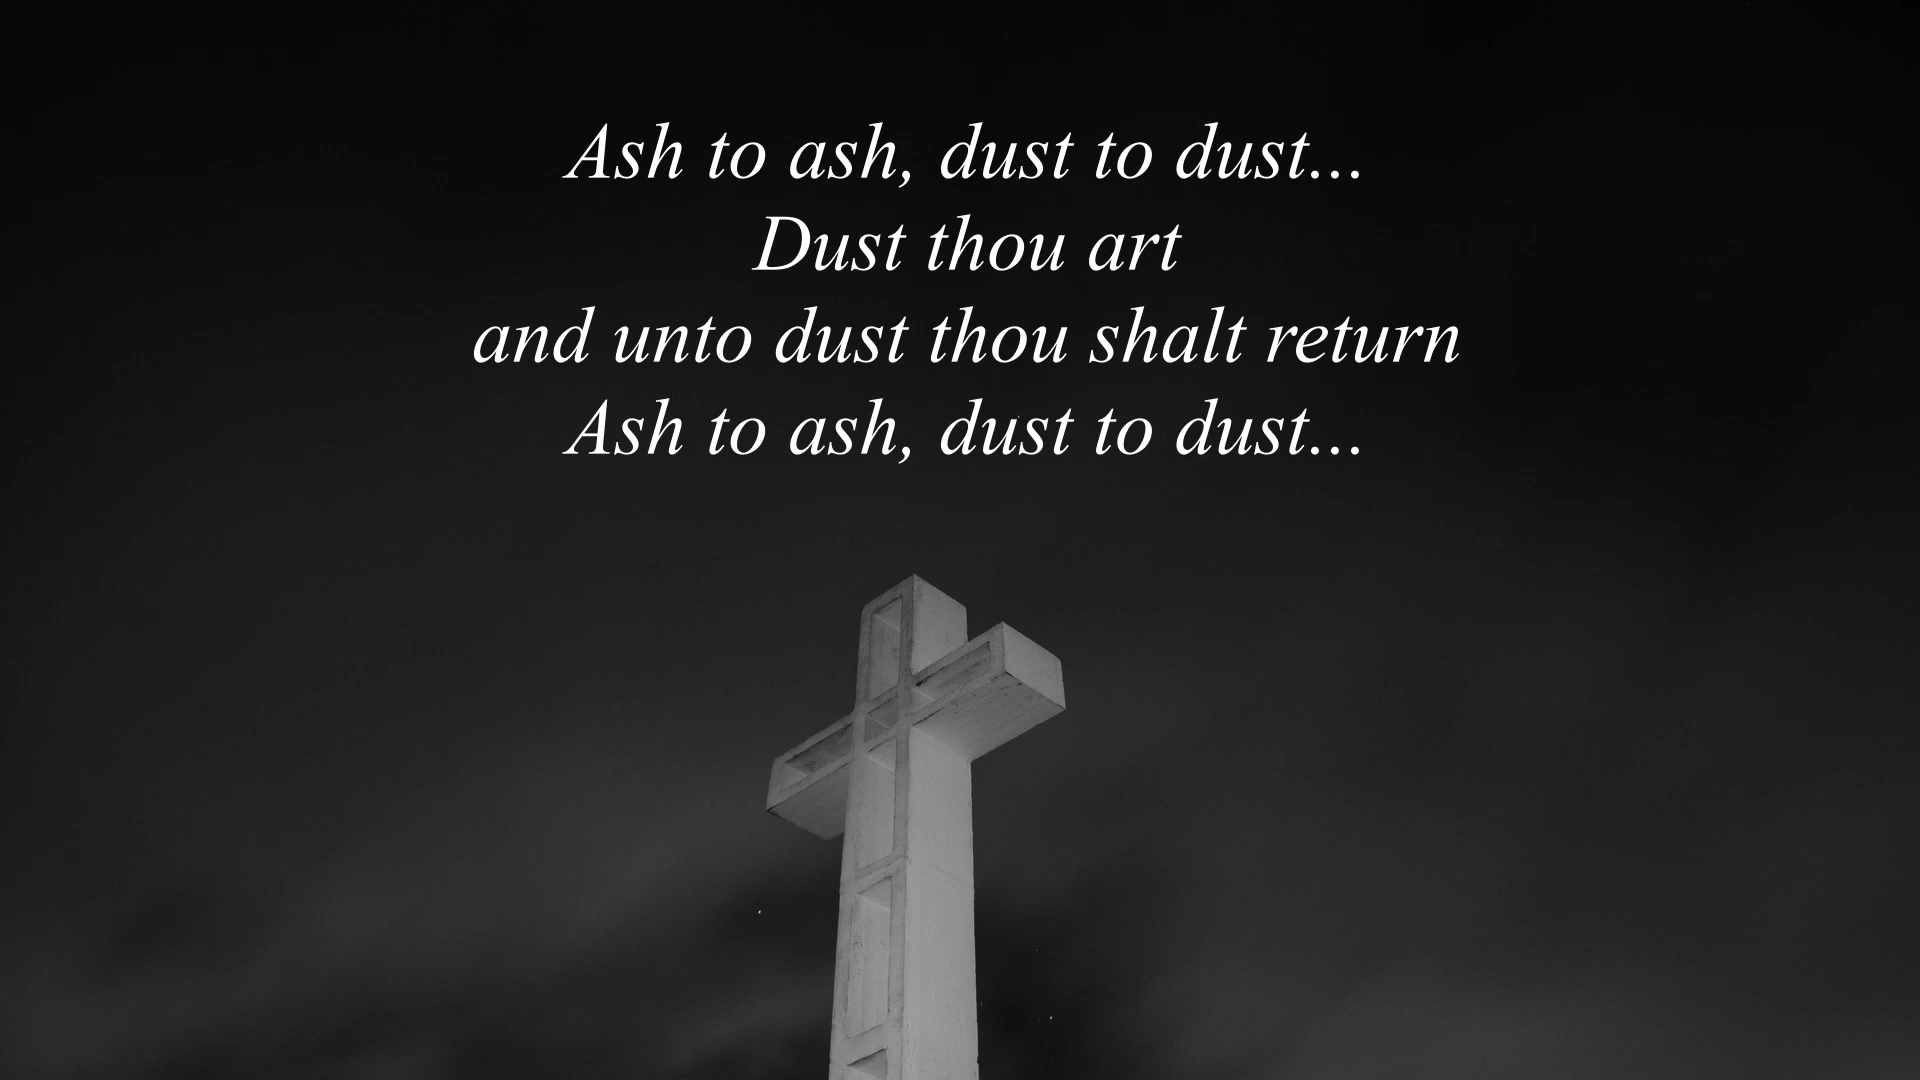 Ash to ash, dust to dust...
Dust thou art
and unto dust thou shalt return
Ash to ash, dust to dust...